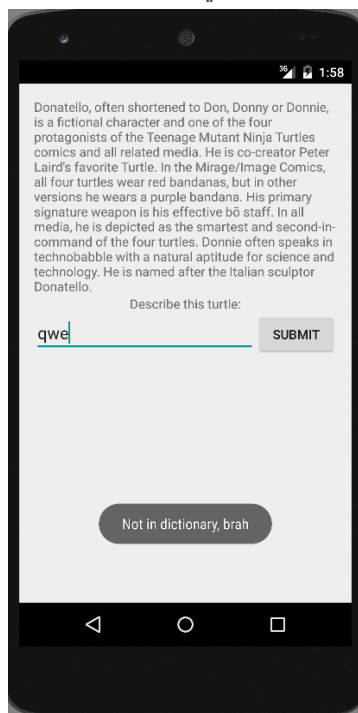 3G 1:58
Donatello, often shortened to Don, Donny or Donnie,
is a fictional character and one of the four
protagonists of the Teenage Mutant Ninja Turtles
comics and all related media. He is co-creator Peter
Laird's favorite Turtle. In the Mirage/Image Comics,
all four turtles wear red bandanas, but in other
versions he wears a purple bandana. His primary
signature weapon is his effective bō staff. In all
media, he is depicted as the smartest and second-in-
command of the four turtles. Donnie often speaks in
technobabble with a natural aptitude for science and
technology. He is named after the Italian sculptor
Donatello.
Describe this turtle:
qwe SUBMIT
Not in dictionary, brah